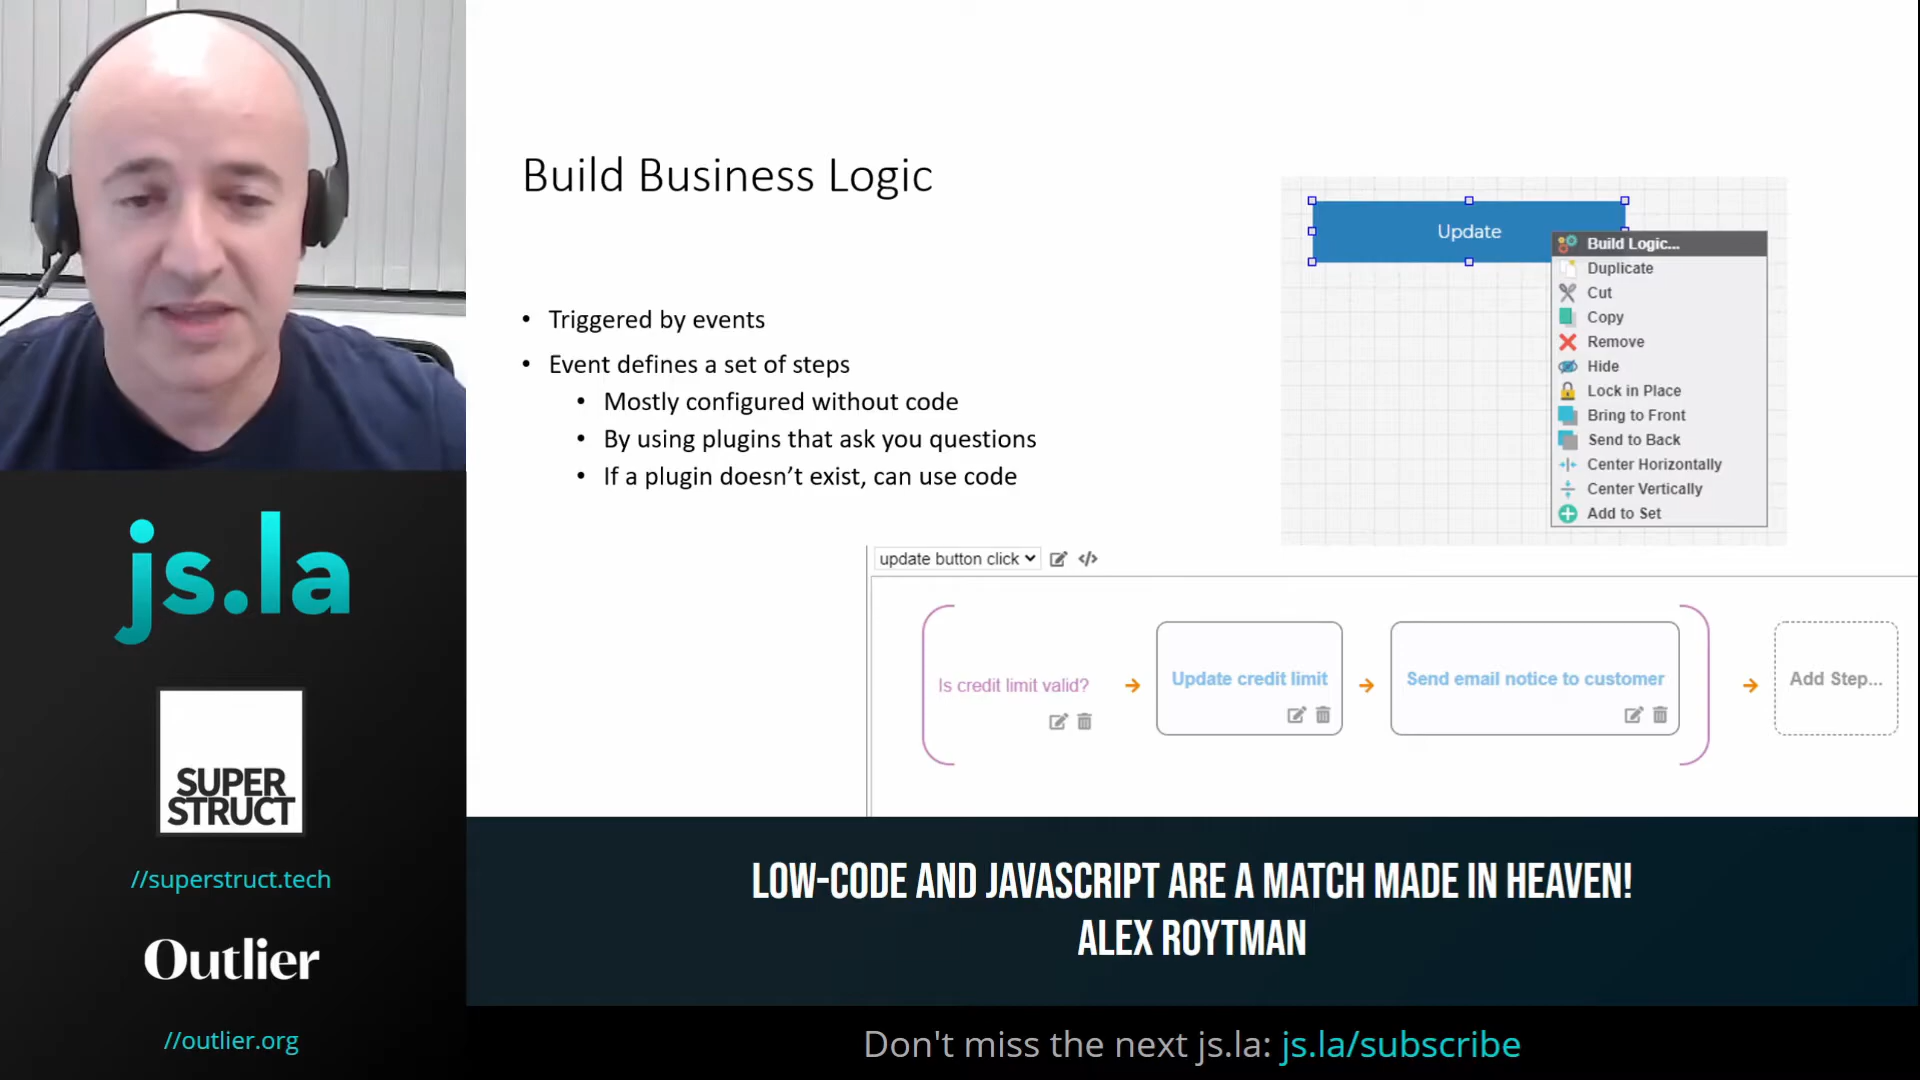 Build Business Logic
• Triggered by events
• Event defines a set of steps
• Mostly configured without code
• By using plugins that ask you questions
• If a plugin doesn’t exist, can use code
Update
Build Logic...
Duplicate
Cut
Copy
Remove
Hide
Lock in Place
Bring to Front
Send to Back
Center Horizontally
Center Vertically
Add to Set
update button click
Is credit limit valid?
Update credit limit
Send email notice to customer
Add Step...
js.la
SUPER
STRUCT
//superstruct.tech
Outlier
//outlier.org
LOW-CODE AND JAVASCRIPT ARE A MATCH MADE IN HEAVEN!
ALEX ROYTMAN
Don't miss the next js.la: js.la/subscribe